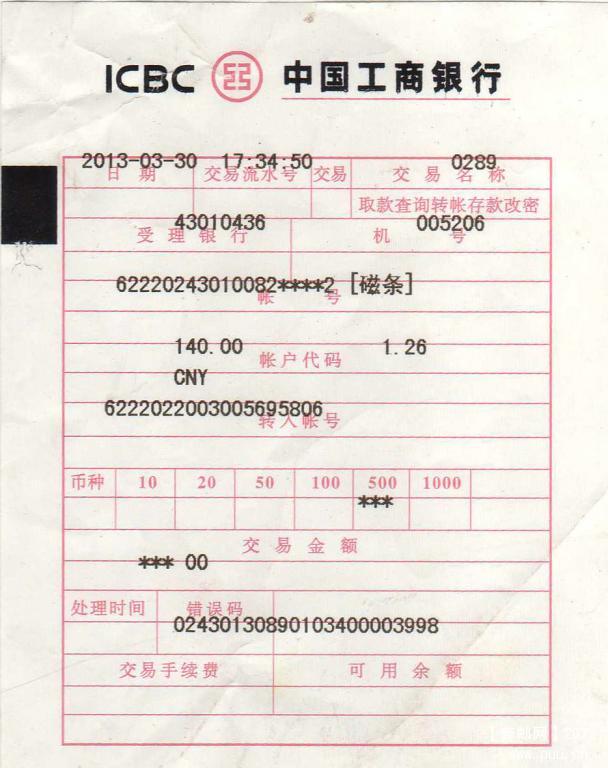 ICBC 中国工商银行
2013-03-30 17:34:50 0289
日期 交易流水号 交易 交易名称
取款查询转帐存款改密
43010436 005206
受理银行 机号
62220243010082****2 [磁条]
帐号
140.00 1.26
帐户代码
CNY
6222022003005695806
转入帐号
币种 10 20 50 100 500 1000
***
交易金额
*** 00
处理时间 错误码
02430130890103400003998
交易手续费 可用余额